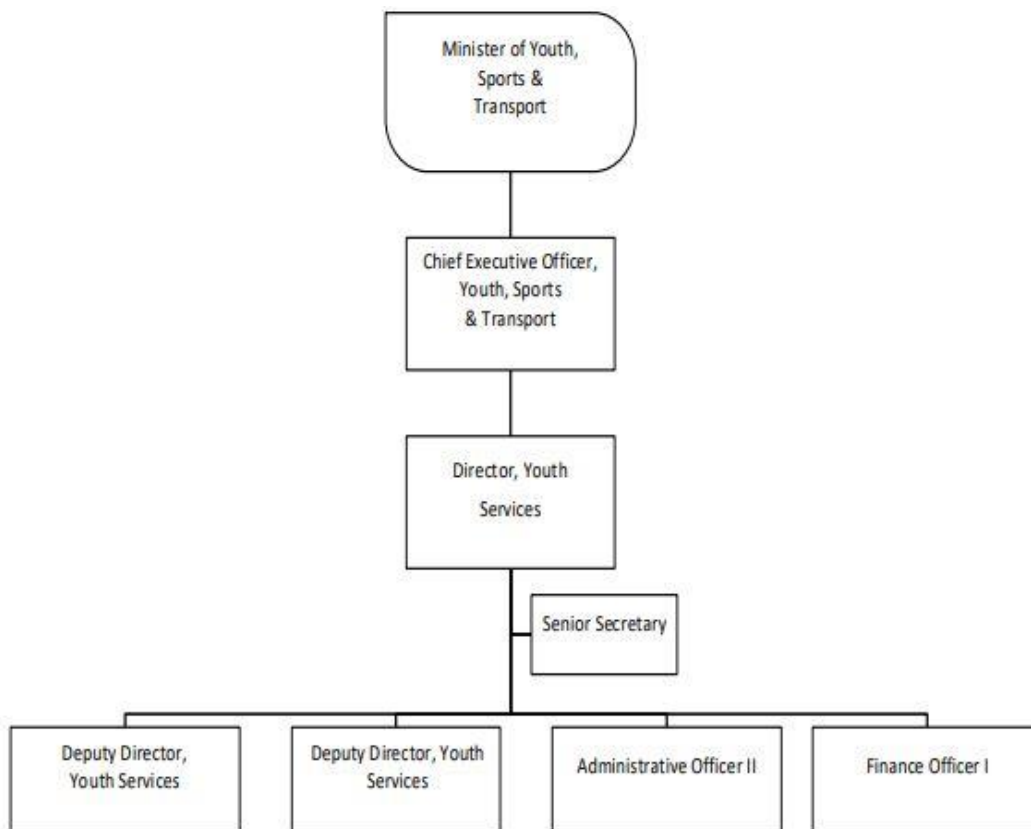 Minister of Youth,
Sports &
Transport
Chief Executive Officer,
Youth, Sports
& Transport
Director, Youth
Services
Senior Secretary
Deputy Director,
Youth Services
Deputy Director, Youth
Services
Administrative Officer II
Finance Officer I